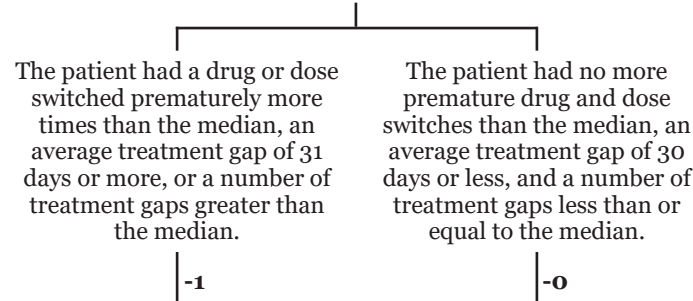 The patient had a drug or dose
switched prematurely more
times than the median, an
average treatment gap of 31
days or more, or a number of
treatment gaps greater than
the median.
-1
The patient had no more
premature drug and dose
switches than the median, an
average treatment gap of 30
days or less, and a number of
treatment gaps less than or
equal to the median.
-0